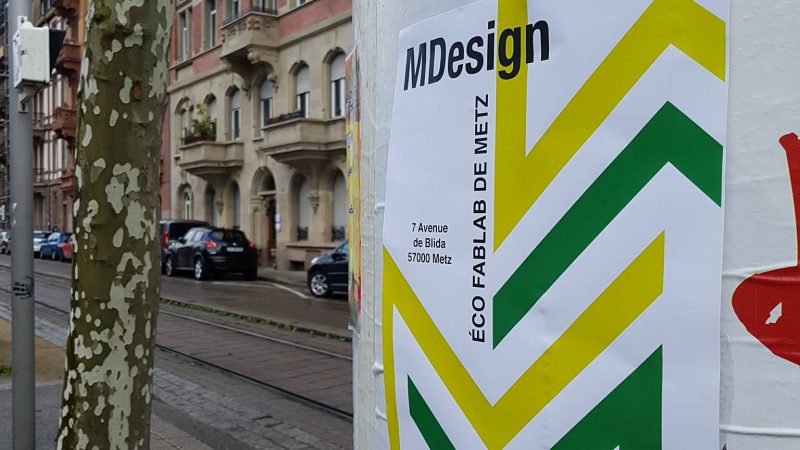 MDesign
ÉCO FABLAB DE METZ
7 Avenue
de Blida
57000 Metz